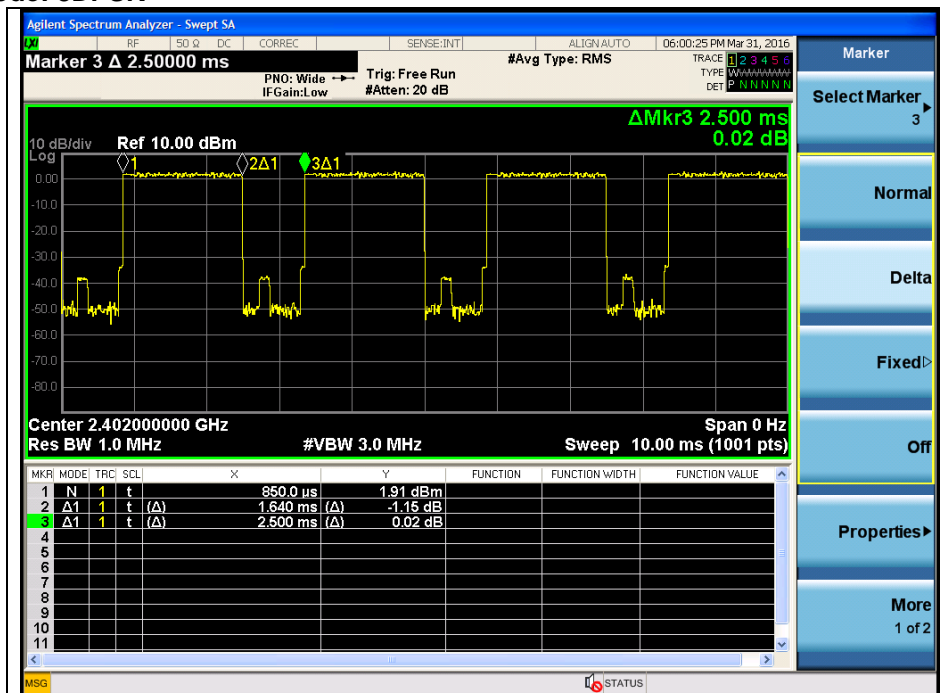 Agilent Spectrum Analyzer - Swept SA
LXI RF 50 Ω DC CORREC SENSE:INT ALIGN AUTO 06:00:25 PM Mar 31, 2016
Marker 3 Δ 2.50000 ms
PNO: Wide
IFGain:Low
Trig: Free Run
#Atten: 20 dB
#Avg Type: RMS
TRACE 1 2 3 4 5 6
TYPE WWWWWW
DET P N N N N N
ΔMkr3 2.500 ms
0.02 dB
10 dB/div Ref 10.00 dBm
Log
1 2Δ1 3Δ1
0.00
-10.0
-20.0
-30.0
-40.0
-50.0
-60.0
-70.0
-80.0
Center 2.402000000 GHz Span 0 Hz
Res BW 1.0 MHz #VBW 3.0 MHz Sweep 10.00 ms (1001 pts)
MKR MODE TRC SCL X Y FUNCTION FUNCTION WIDTH FUNCTION VALUE
1 N 1 t 850.0 µs 1.91 dBm
2 Δ1 1 t (Δ) 1.640 ms (Δ) -1.15 dB
3 Δ1 1 t (Δ) 2.500 ms (Δ) 0.02 dB
4
5
6
7
8
9
10
11
MSG STATUS
Marker
Select Marker
3
Normal
Delta
Fixed
Off
Properties
More
1 of 2